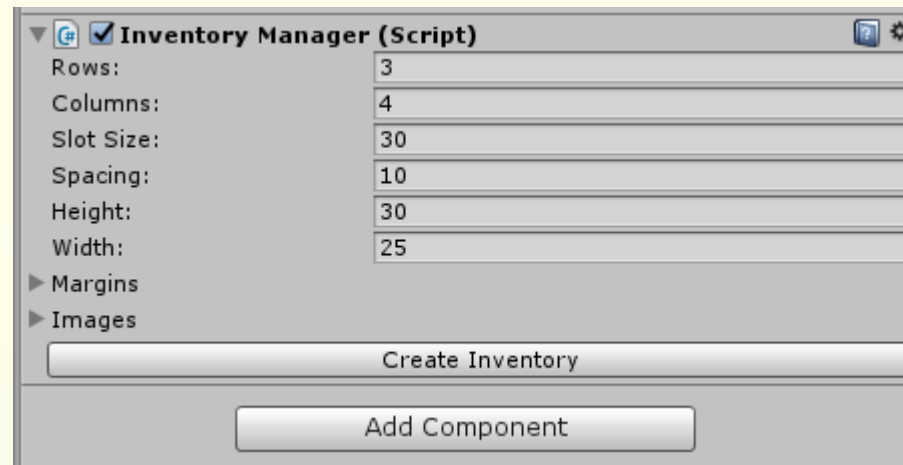 Inventory Manager (Script)
Rows: 3
Columns: 4
Slot Size: 30
Spacing: 10
Height: 30
Width: 25
Margins
Images
Create Inventory
Add Component